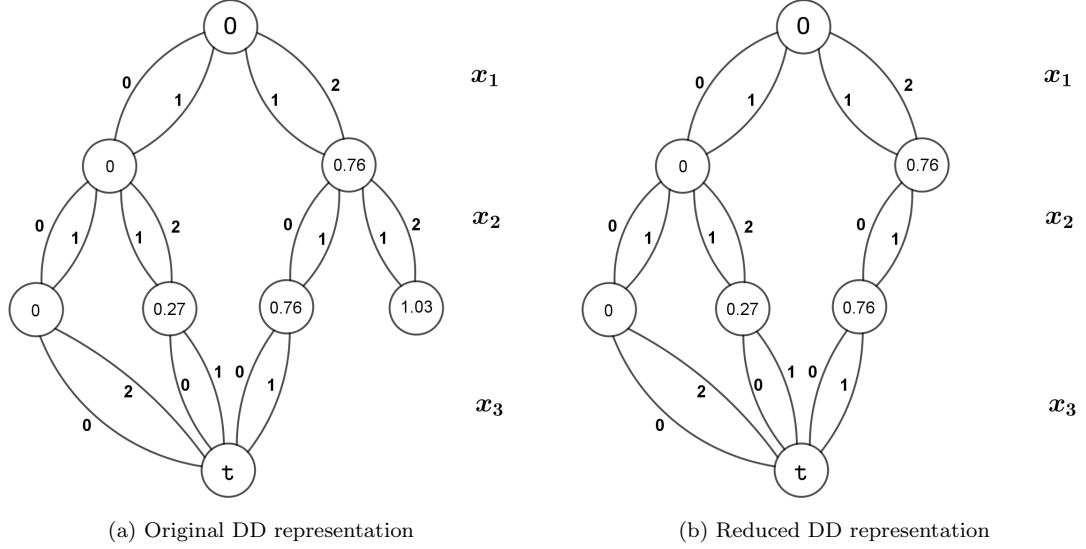 0 0
0 1 1 2 x₁ 0 1 1 2 x₁
0 0.76 0 0.76
0 1 1 2 0 1 1 2 x₂ 0 1 1 2 0 1 x₂
0 0.27 0.76 1.03 0 0.27 0.76
0 2 0 1 0 1 x₃ 0 2 0 1 0 1 x₃
t t
(a) Original DD representation (b) Reduced DD representation